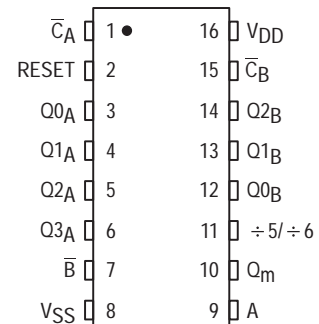 C̅A 1 16 VDD
RESET 2 15 C̅B
Q0A 3 14 Q2B
Q1A 4 13 Q1B
Q2A 5 12 Q0B
Q3A 6 11 ÷5/÷6
B̅ 7 10 Qm
VSS 8 9 A